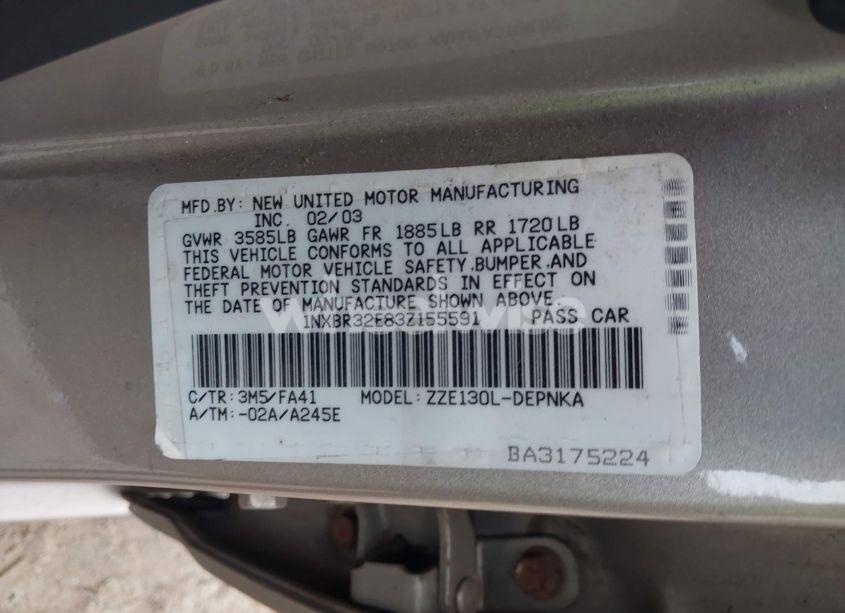 MFD.BY: NEW UNITED MOTOR MANUFACTURING
INC. 02/03
GVWR 3585LB GAWR FR 1885LB RR 1720LB
THIS VEHICLE CONFORMS TO ALL APPLICABLE
FEDERAL MOTOR VEHICLE SAFETY, BUMPER, AND
THEFT PREVENTION STANDARDS IN EFFECT ON
THE DATE OF MANUFACTURE SHOWN ABOVE.
1NXBR32E83Z155591 PASS CAR
C/TR: 3M5/FA41 MODEL: ZZE130L-DEPNKA
A/TM: -02A/A245E
BA3175224